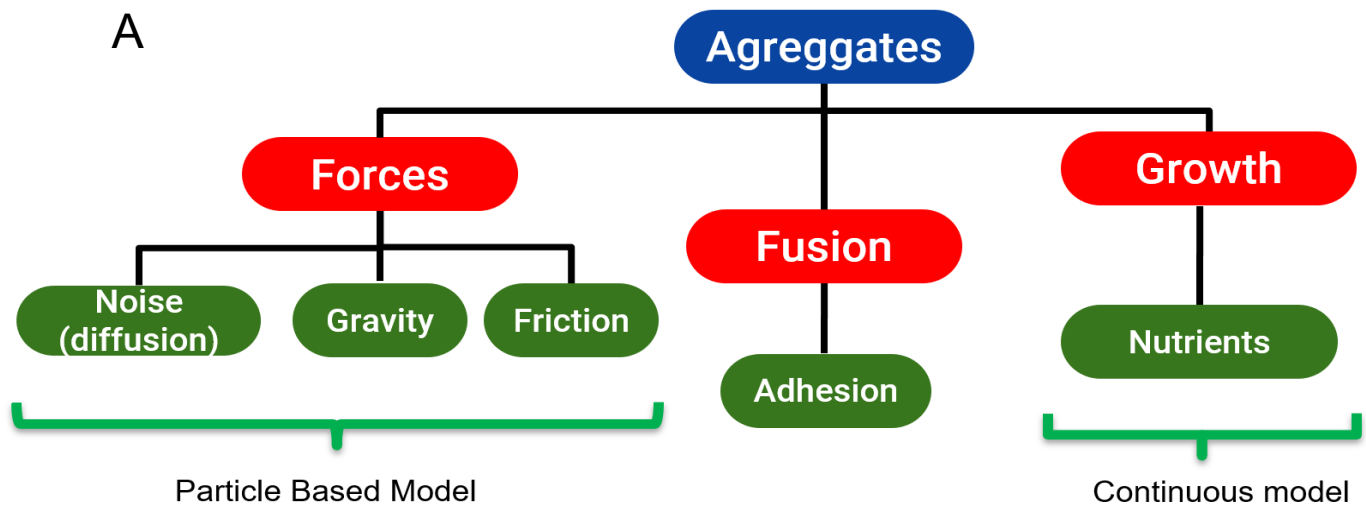 A
Agreggates
Forces
Growth
Fusion
Noise
(diffusion)
Gravity
Friction
Nutrients
Adhesion
Particle Based Model
Continuous model